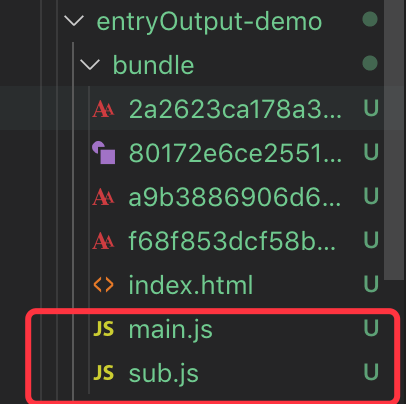 entryOutput-demo
bundle
2a2623ca178a3... U
80172e6ce2551... U
a9b3886906d6... U
f68f853dcf58b... U
<> index.html U
JS main.js U
JS sub.js U